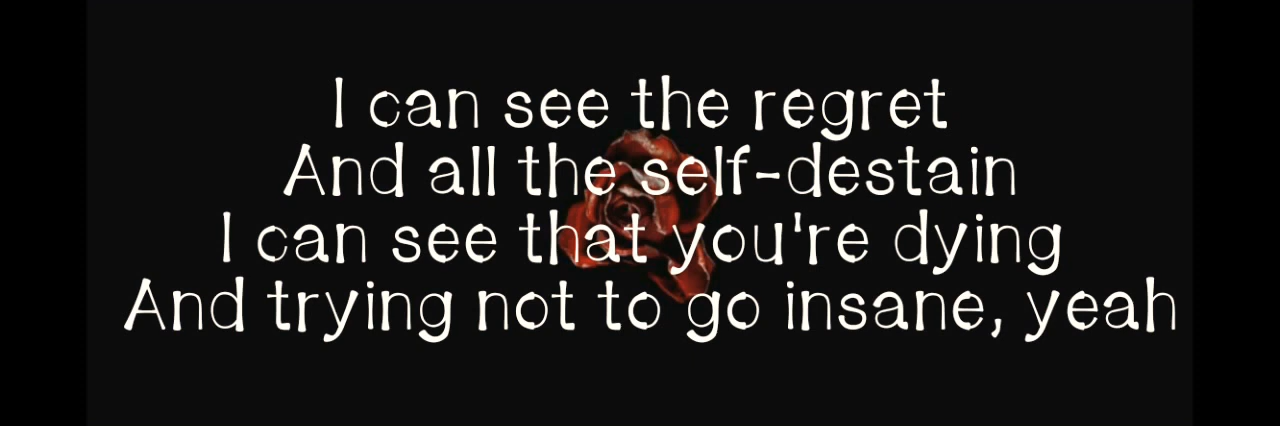 I can see the regret
And all the self-destain
I can see that you're dying
And trying not to go insane, yeah